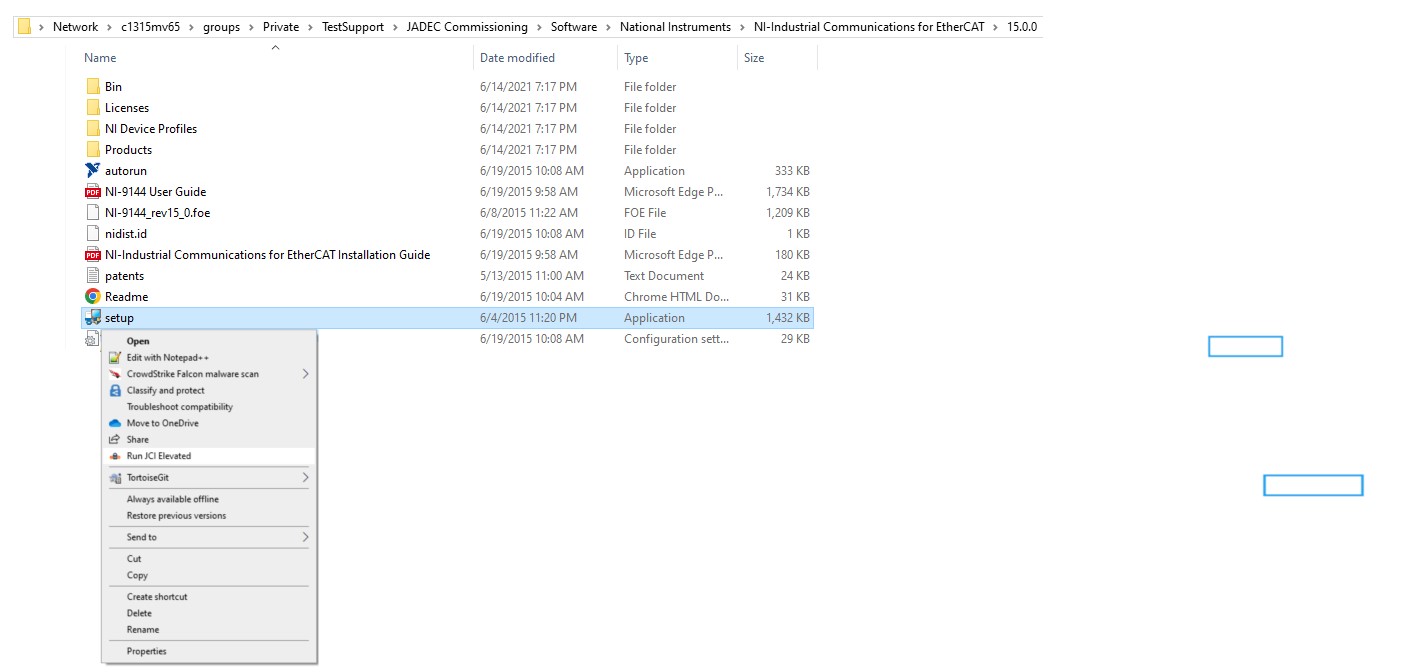 Network > c1315mv65 > groups > Private > TestSupport > JADEC Commissioning > Software > National Instruments > NI-Industrial Communications for EtherCAT > 15.0.0
Name Date modified Type Size
Bin 6/14/2021 7:17 PM File folder
Licenses 6/14/2021 7:17 PM File folder
NI Device Profiles 6/14/2021 7:17 PM File folder
Products 6/14/2021 7:17 PM File folder
autorun 6/19/2015 10:08 AM Application 333 KB
PDF NI-9144 User Guide 6/19/2015 9:58 AM Microsoft Edge P... 1,734 KB
NI-9144_rev15_0.foe 6/8/2015 11:22 AM FOE File 1,209 KB
nidist.id 6/19/2015 10:08 AM ID File 1 KB
PDF NI-Industrial Communications for EtherCAT Installation Guide 6/19/2015 9:58 AM Microsoft Edge P... 180 KB
patents 5/13/2015 11:00 AM Text Document 24 KB
Readme 6/19/2015 10:04 AM Chrome HTML Do... 31 KB
setup 6/4/2015 11:20 PM Application 1,432 KB
6/19/2015 10:08 AM Configuration sett... 29 KB
Open
Edit with Notepad++
CrowdStrike Falcon malware scan
Classify and protect
Troubleshoot compatibility
Move to OneDrive
Share
Run JCI Elevated
TortoiseGit
Always available offline
Restore previous versions
Send to
Cut
Copy
Create shortcut
Delete
Rename
Properties